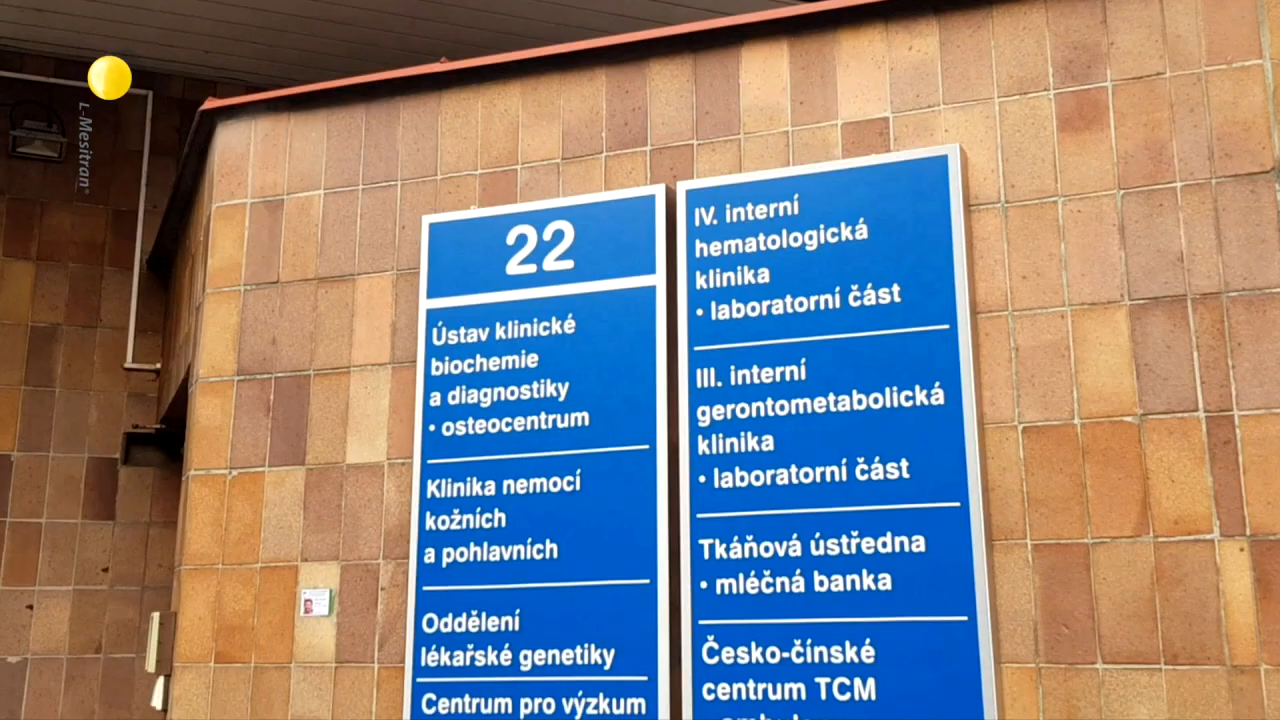 L-Mesitran®
22
Ústav klinické
biochemie
a diagnostiky
• osteocentrum
Klinika nemocí
kožních
a pohlavních
Oddělení
lékařské genetiky
Centrum pro výzkum
IV. interní
hematologická
klinika
• laboratorní část
III. interní
gerontometabolická
klinika
• laboratorní část
Tkáňová ústředna
• mléčná banka
Česko-čínské
centrum TCM